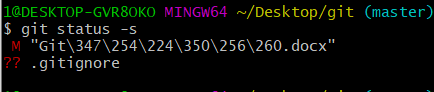 1@DESKTOP-GVR8OKO MINGW64 ~/Desktop/git (master)
$ git status -s
 M "Git\347\254\224\350\256\260.docx"
?? .gitignore